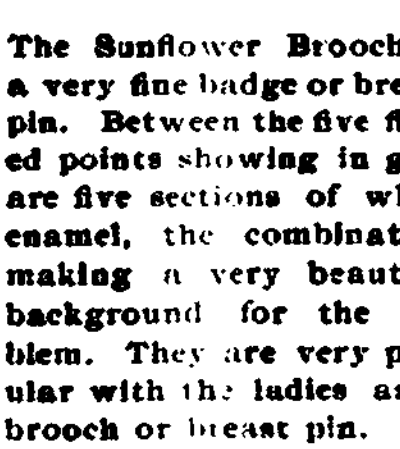 The Sunflower Brooch
a very fine badge or bre
pin. Between the five fl
ed points showing in g
are five sections of wh
enamel, the combinat
making a very beaut
background for the
blem. They are very p
ular with the ladies as
brooch or breast pin.